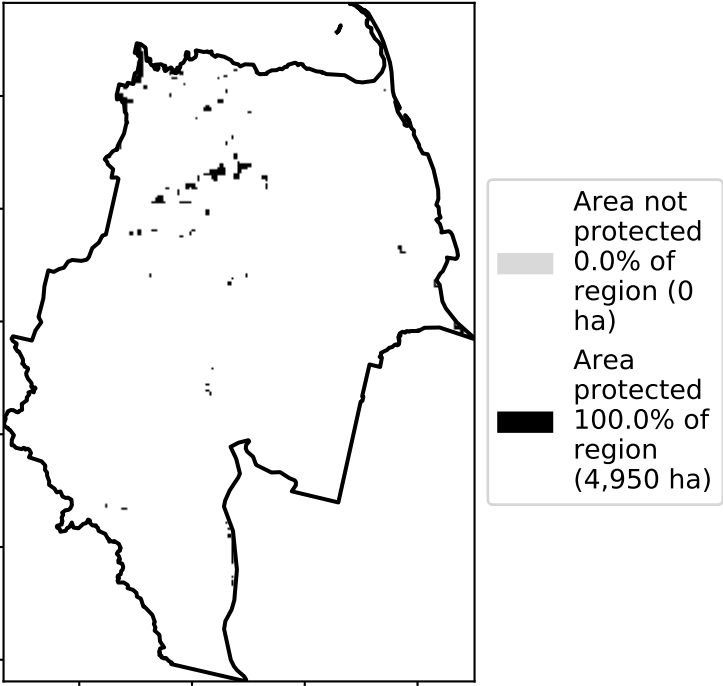 Area not
protected
0.0% of
region (0
ha)
Area
protected
100.0% of
region
(4,950 ha)